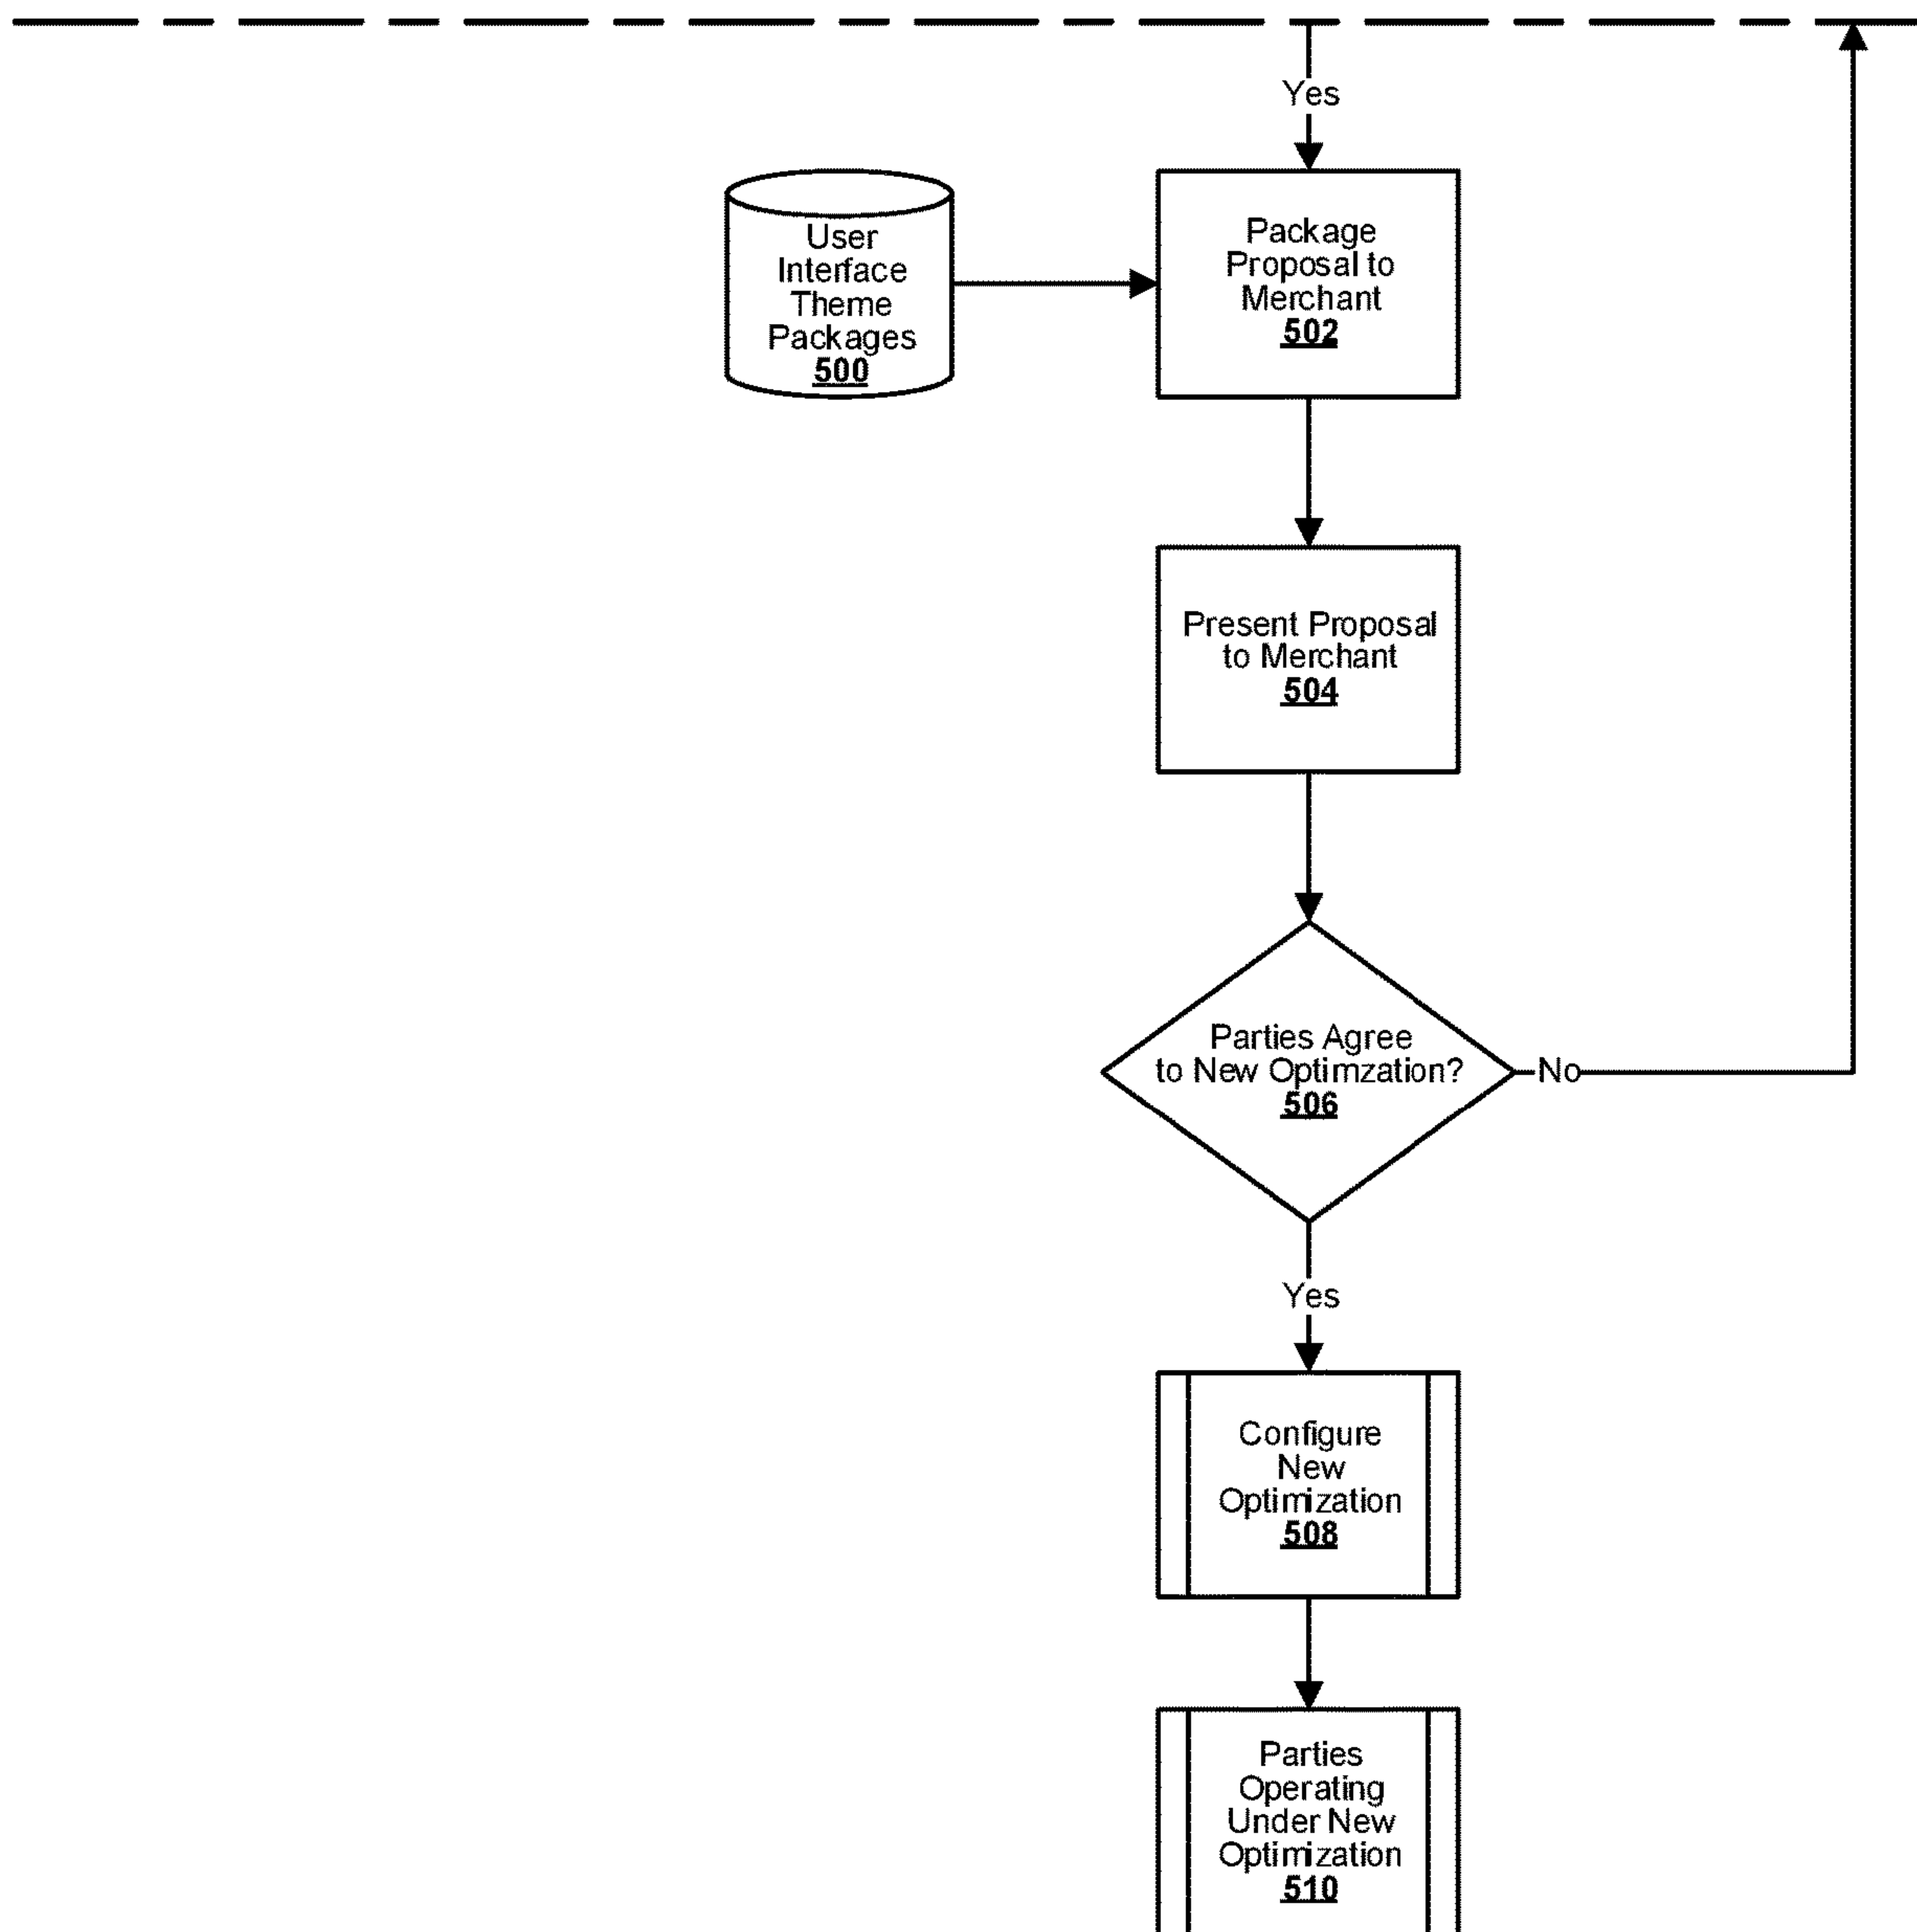 Yes
User
Interface
Theme
Packages
500
Package
Proposal to
Merchant
502
Present Proposal
to Merchant
504
Parties Agree
to New Optimzation?
506
No
Yes
Configure
New
Optimization
508
Parties
Operating
Under New
Optimization
510